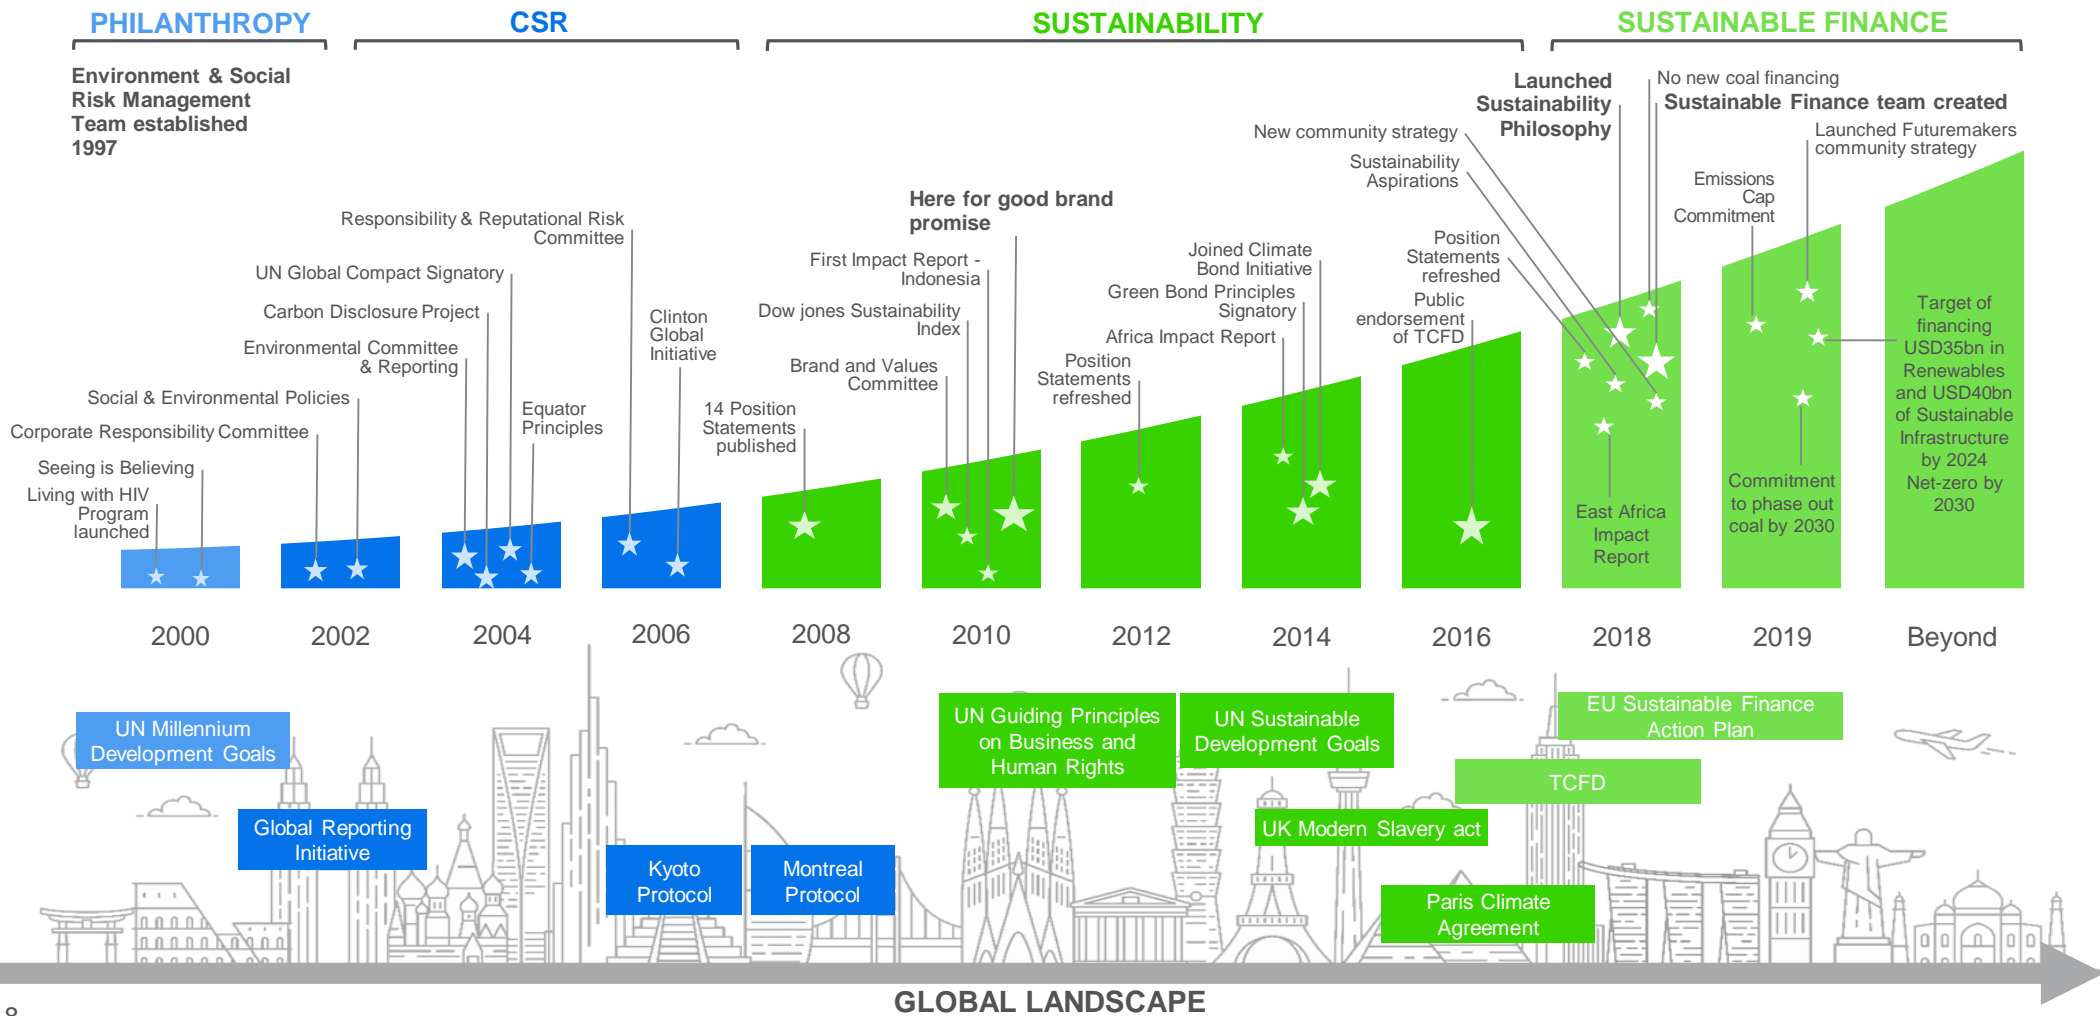 PHILANTHROPY
CSR
SUSTAINABILITY
SUSTAINABLE FINANCE
Environment & Social
Risk Management
Team established
1997
Living with HIV
Program
launched
Seeing is Believing
Corporate Responsibility Committee
Social & Environmental Policies
Environmental Committee
& Reporting
Carbon Disclosure Project
UN Global Compact Signatory
Equator
Principles
Responsibility & Reputational Risk
Committee
Clinton
Global
Initiative
14 Position
Statements
published
Brand and Values
Committee
Dow jones Sustainability
Index
First Impact Report -
Indonesia
Here for good brand
promise
Position
Statements
refreshed
Africa Impact Report
Green Bond Principles
Signatory
Joined Climate
Bond Initiative
Public
endorsement
of TCFD
Position
Statements
refreshed
Sustainability
Aspirations
New community strategy
Launched
Sustainability
Philosophy
No new coal financing
Sustainable Finance team created
East Africa
Impact
Report
Emissions
Cap
Commitment
Launched Futuremakers
community strategy
Commitment
to phase out
coal by 2030
Target of
financing
USD35bn in
Renewables
and USD40bn
of Sustainable
Infrastructure
by 2024
Net-zero by
2030
2000
2002
2004
2006
2008
2010
2012
2014
2016
2018
2019
Beyond
UN Millennium
Development Goals
Global Reporting
Initiative
Kyoto
Protocol
Montreal
Protocol
UN Guiding Principles
on Business and
Human Rights
UN Sustainable
Development Goals
UK Modern Slavery act
Paris Climate
Agreement
TCFD
EU Sustainable Finance
Action Plan
GLOBAL LANDSCAPE
8